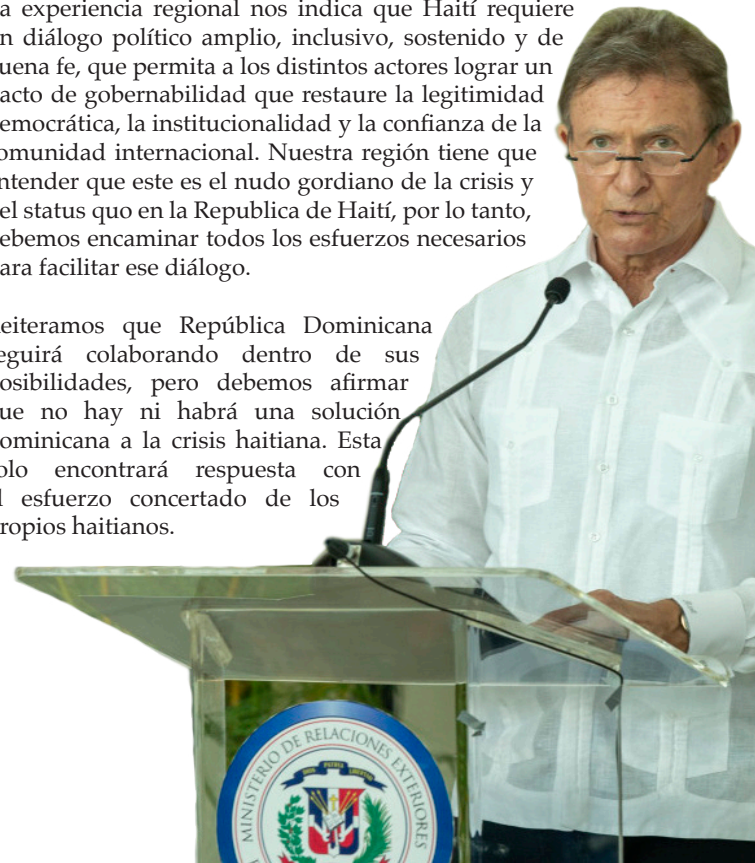 a experiencia regional nos indica que Haití requiere
n diálogo político amplio, inclusivo, sostenido y de
uena fe, que permita a los distintos actores lograr un
acto de gobernabilidad que restaure la legitimidad
emocrática, la institucionalidad y la confianza de la
omunidad internacional. Nuestra región tiene que
ntender que este es el nudo gordiano de la crisis y
el status quo en la Republica de Haití, por lo tanto,
ebemos encaminar todos los esfuerzos necesarios
ara facilitar ese diálogo.
eiteramos que República Dominicana
eguirá colaborando dentro de sus
osibilidades, pero debemos afirmar
ue no hay ni habrá una solución
ominicana a la crisis haitiana. Esta
olo encontrará respuesta con
l esfuerzo concertado de los
ropios haitianos.
MINISTERIO DE RELACIONES EXTERIORES
DIOS PATRIA LIBERTAD